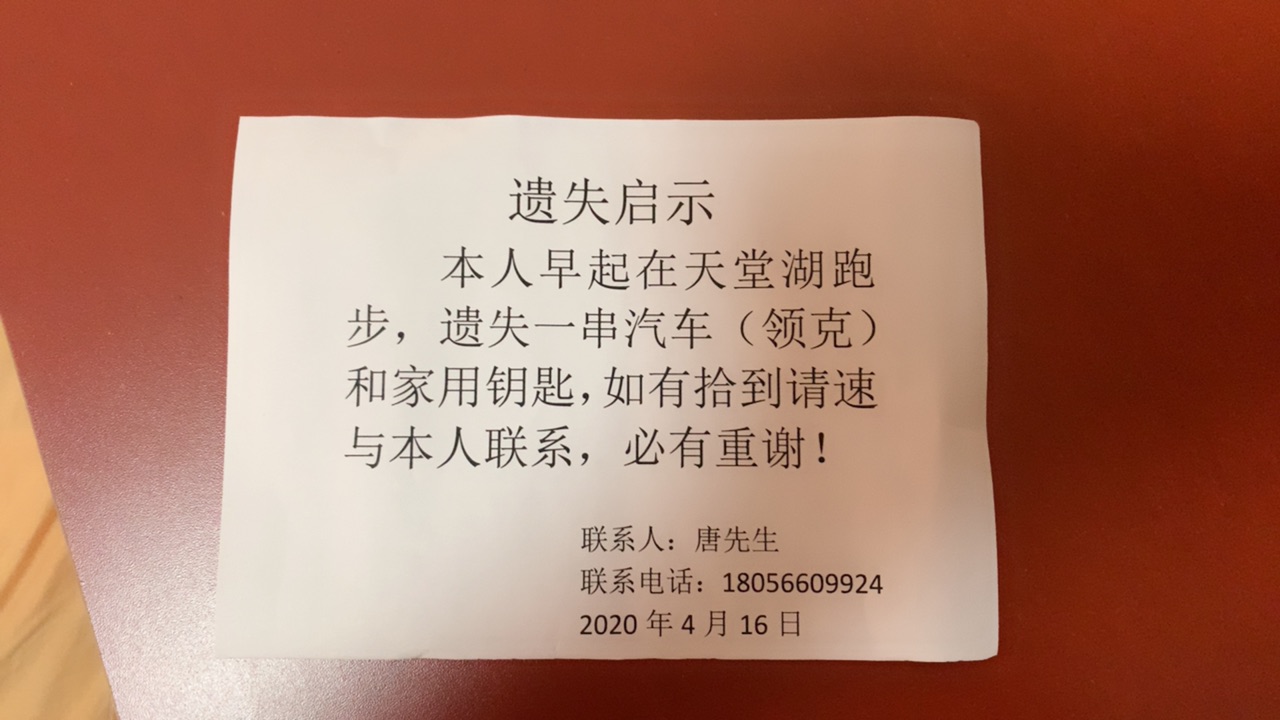 遗失启示
本人早起在天堂湖跑
步，遗失一串汽车（领克）
和家用钥匙，如有拾到请速
与本人联系，必有重谢！
联系人：唐先生
联系电话：18056609924
2020 年 4 月 16 日